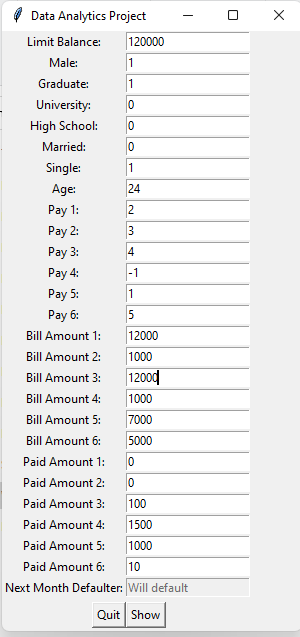 Data Analytics Project
Limit Balance: 120000
Male: 1
Graduate: 1
University: 0
High School: 0
Married: 0
Single: 1
Age: 24
Pay 1: 2
Pay 2: 3
Pay 3: 4
Pay 4: -1
Pay 5: 1
Pay 6: 5
Bill Amount 1: 12000
Bill Amount 2: 1000
Bill Amount 3: 12000
Bill Amount 4: 1000
Bill Amount 5: 7000
Bill Amount 6: 5000
Paid Amount 1: 0
Paid Amount 2: 0
Paid Amount 3: 100
Paid Amount 4: 1500
Paid Amount 5: 1000
Paid Amount 6: 10
Next Month Defaulter: Will default
Quit Show